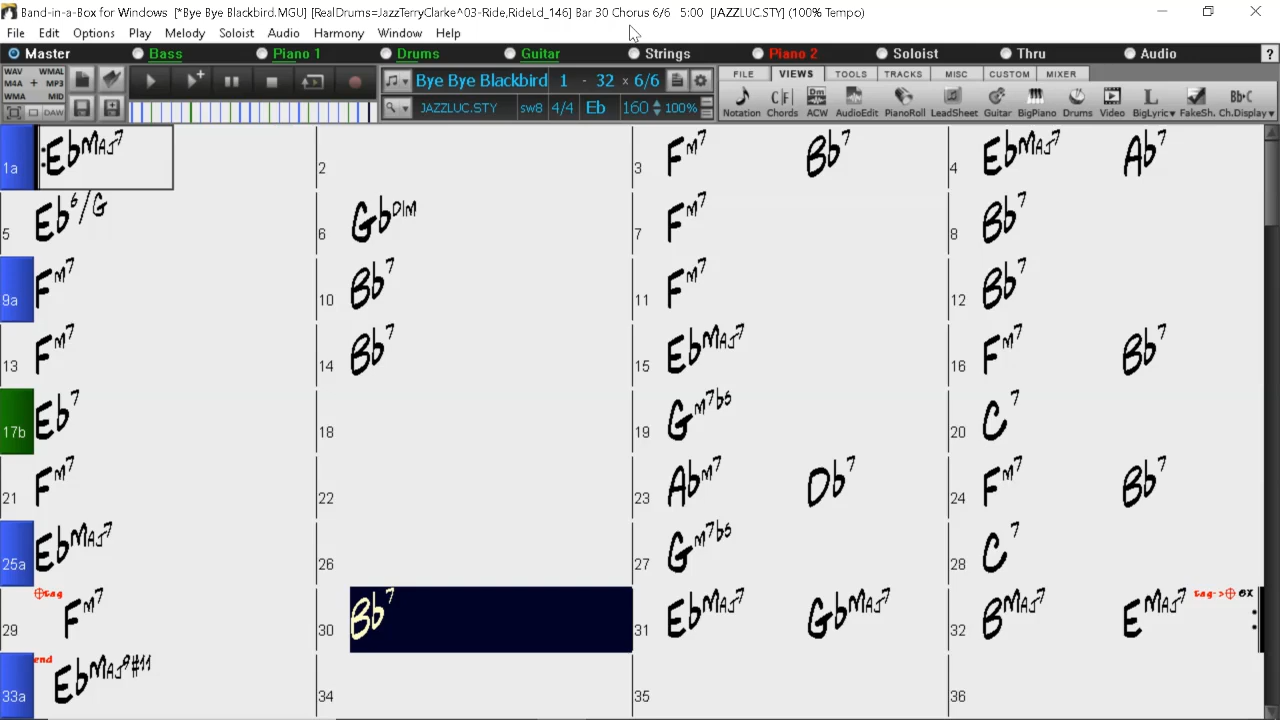 Band-in-a-Box for Windows [*Bye Bye Blackbird.MGU] [RealDrums=JazzTerryClarke^03-Ride,RideLd_146] Bar 30 Chorus 6/6 5:00 [JAZZLUC.STY] (100% Tempo)
File Edit Options Play Melody Soloist Audio Harmony Window Help
Master Bass Piano 1 Drums Guitar Strings Piano 2 Soloist Thru Audio ?
WAV WMAL
M4A + MP3
WMA MID
DAW
Bye Bye Blackbird 1 - 32 x 6/6
JAZZLUC.STY sw8 4/4 Eb 160 100%
FILE VIEWS TOOLS TRACKS MISC CUSTOM MIXER
Notation Chords ACW AudioEdit PianoRoll LeadSheet Guitar BigPiano Drums Video BigLyric FakeSh. Ch.Display
1a EbMAJ7 2 3 Fm7 Bb7 4 EbMAJ7 Ab7
5 Eb6/G 6 GbDIM 7 Fm7 8 Bb7
9a Fm7 10 Bb7 11 Fm7 12 Bb7
13 Fm7 14 Bb7 15 EbMAJ7 16 Fm7 Bb7
17b Eb7 18 19 Gm7b5 20 C7
21 Fm7 22 23 Abm7 Db7 24 Fm7 Bb7
25a EbMAJ7 26 27 Gm7b5 28 C7
tag tag-> EX
29 Fm7 30 Bb7 31 EbMAJ7 GbMAJ7 32 BMAJ7 EMAJ7
end
33a EbMAJ9#11 34 35 36